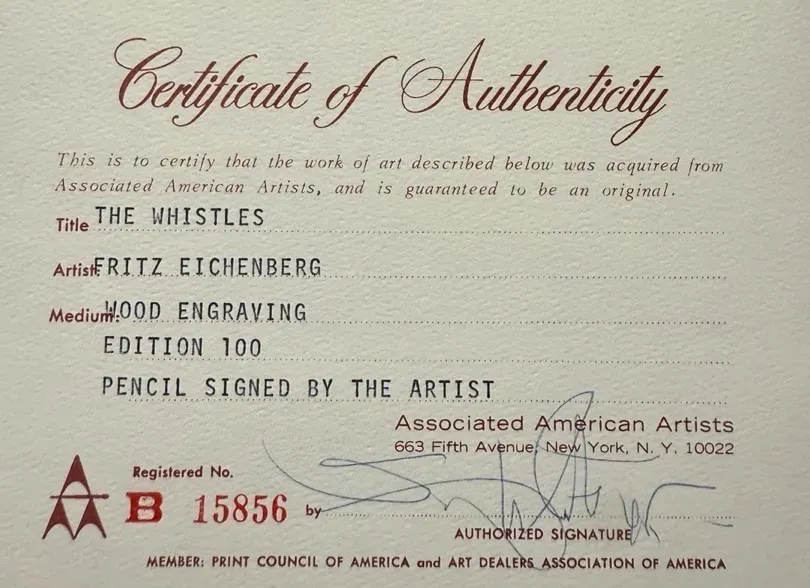 Certificate of Authenticity
This is to certify that the work of art described below was acquired from
Associated American Artists, and is guaranteed to be an original.
Title THE WHISTLES
Artist: FRITZ EICHENBERG
Medium: WOOD ENGRAVING
EDITION 100
PENCIL SIGNED BY THE ARTIST
Associated American Artists
663 Fifth Avenue, New York, N. Y. 10022
Registered No.
B 15856 by
AUTHORIZED SIGNATURE
MEMBER: PRINT COUNCIL OF AMERICA and ART DEALERS ASSOCIATION OF AMERICA